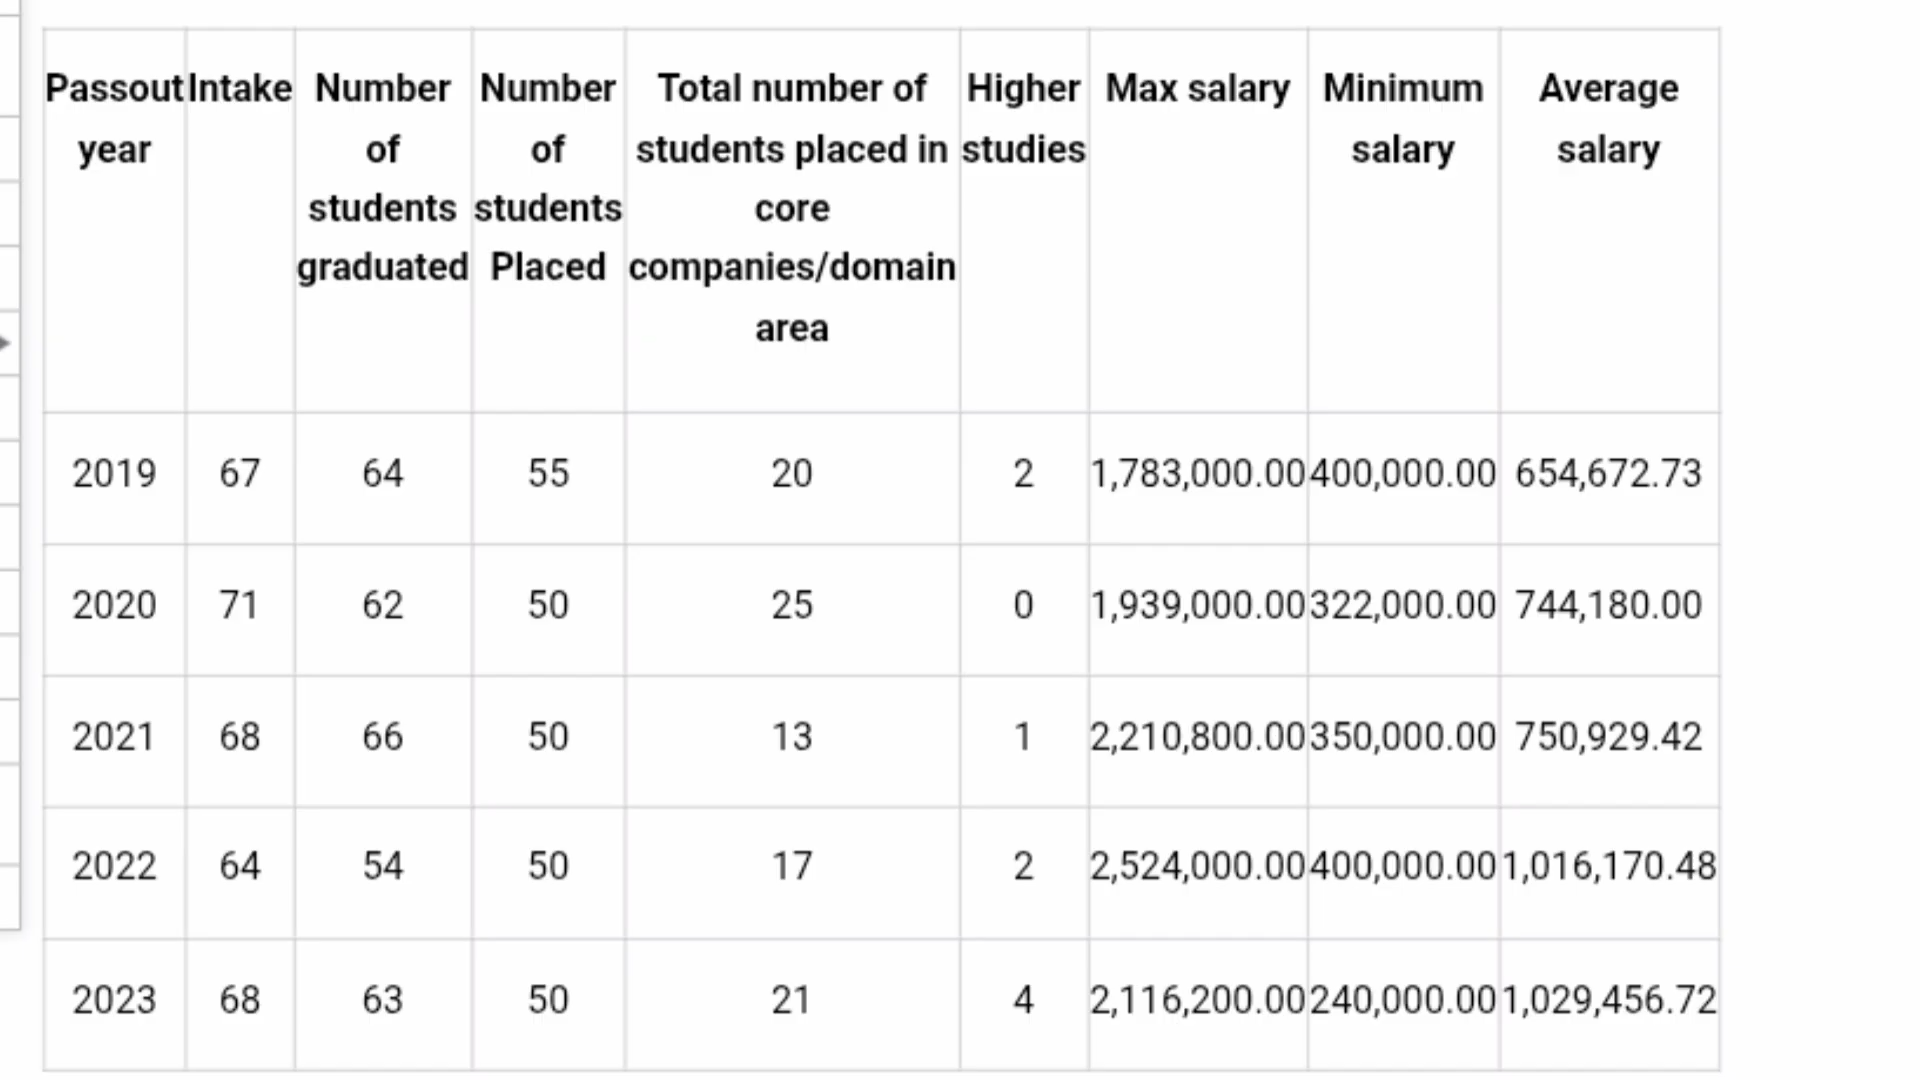 Passout year Intake Number of students graduated Number of students Placed Total number of students placed in core companies/domain area Higher studies Max salary Minimum salary Average salary
2019 67 64 55 20 2 1,783,000.00 400,000.00 654,672.73
2020 71 62 50 25 0 1,939,000.00 322,000.00 744,180.00
2021 68 66 50 13 1 2,210,800.00 350,000.00 750,929.42
2022 64 54 50 17 2 2,524,000.00 400,000.00 1,016,170.48
2023 68 63 50 21 4 2,116,200.00 240,000.00 1,029,456.72